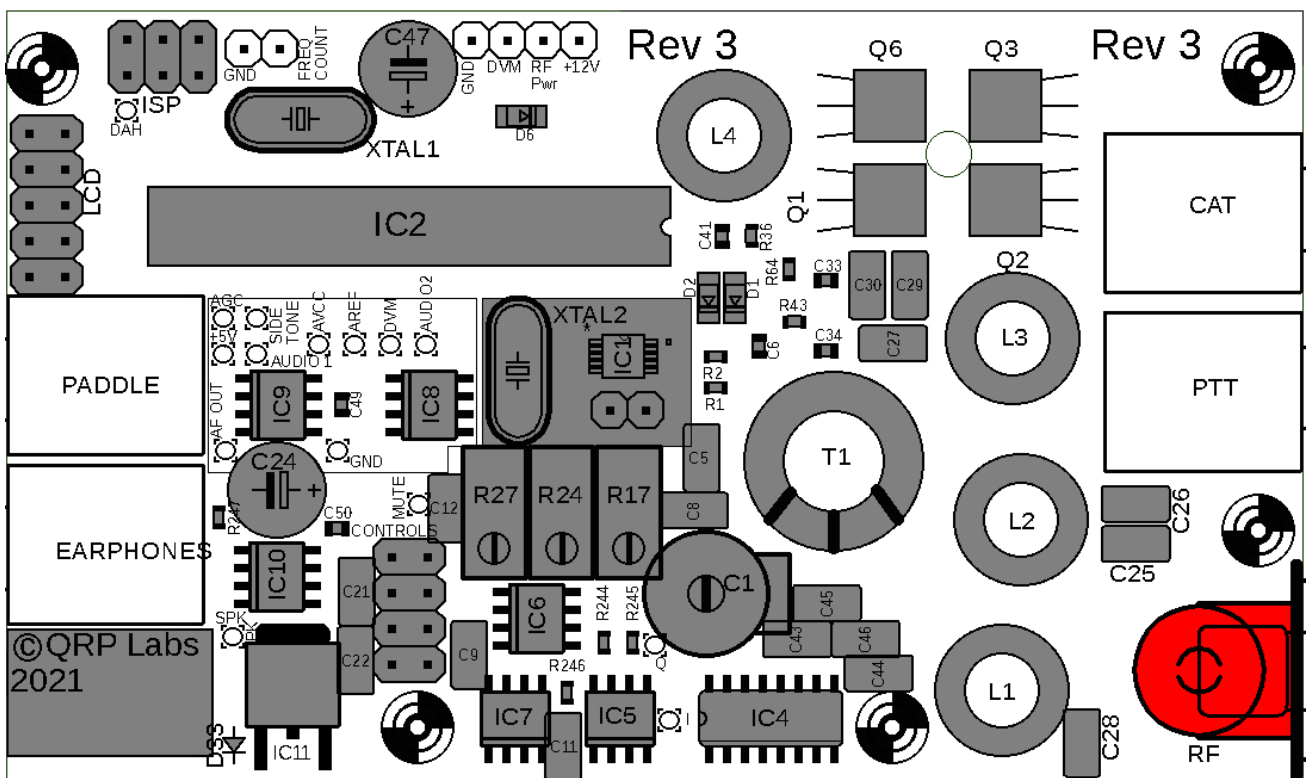 Rev 3
Rev 3
C47
GND
DVM
RF
Pwr
+12V
GND
FREQ
COUNT
ISP
DAH
XTAL1
D6
L4
Q6
Q3
LCD
IC2
Q1
Q2
CAT
C41
R36
R64
C33
D2
D1
R43
C34
C6
C30
C29
C27
L3
AGC
+5V
SIDE
TONE
AVCC
AREF
DVM
AUDIO2
AUDIO 1
XTAL2
*
IC1
R2
R1
PADDLE
AF OUT
IC9
C49
IC8
GND
PTT
T1
C24
+
R247
C50
MUTE
CONTROLS
C12
R27
R24
R17
C5
C8
L2
C26
C25
EARPHONES
IC10
C21
C22
IC6
R244
R245
C1
C45
C43
C46
C44
SPK
Q
C9
R246
©QRP Labs
2021
D33
IC11
IC7
C11
IC5
I
IC4
L1
C28
RF